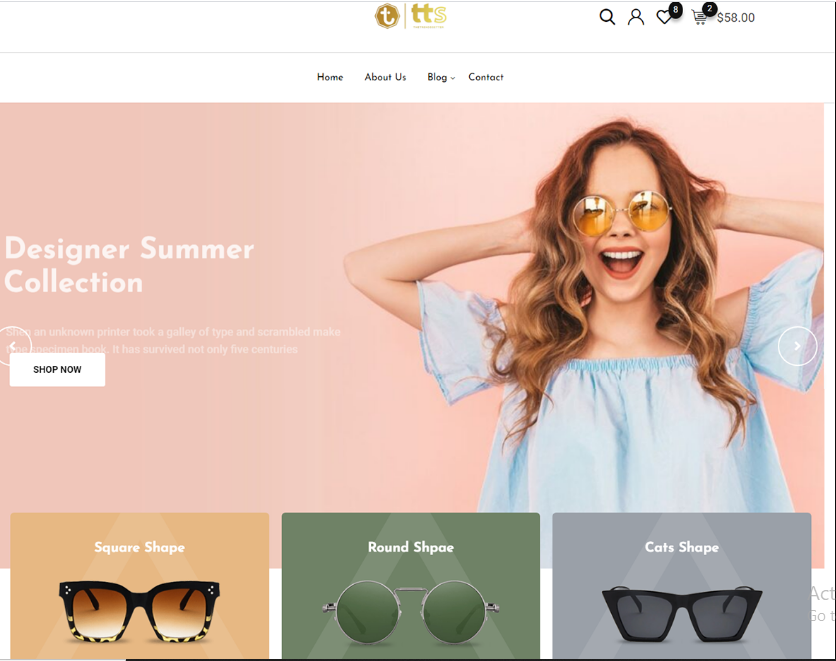 t tts
8
2
$58.00
Home About Us Blog Contact
Designer Summer
Collection
an unknown printer took a galley of type and scrambled make
specimen book. It has survived not only five centuries
SHOP NOW
Square Shape Round Shpae Cats Shape
Act
Go t